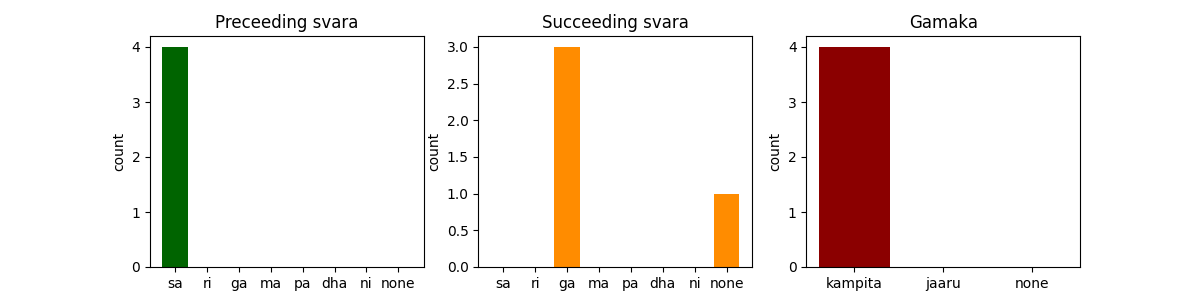 Preceeding svara
count
4
3
2
1
0
sa ri ga ma pa dha ni none
Succeeding svara
count
3.0
2.5
2.0
1.5
1.0
0.5
0.0
sa ri ga ma pa dha ni none
Gamaka
count
4
3
2
1
0
kampita jaaru none